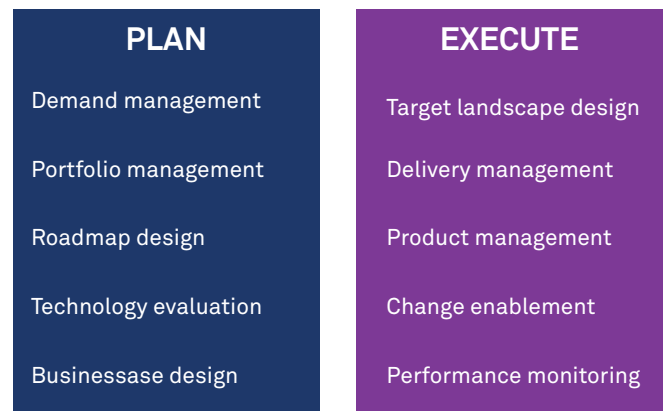 PLAN
Demand management
Portfolio management
Roadmap design
Technology evaluation
Businessase design
EXECUTE
Target landscape design
Delivery management
Product management
Change enablement
Performance monitoring